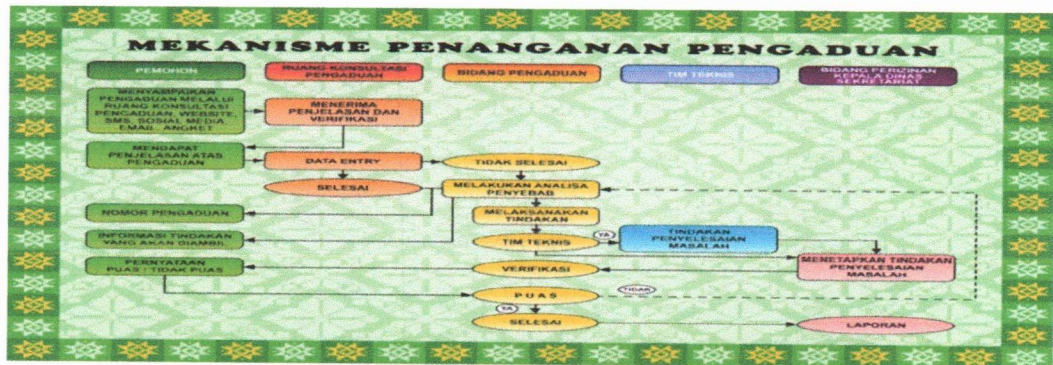 MEKANISME PENANGANAN PENGADUAN
PEMOHON
RUANG KONSULTASI
PENGADUAN
BIDANG PENGADUAN
TIM TEKNIS
BIDANG PERIZINAN
KEPALA DINAS
SEKRETARIAT
MENYAMPAIKAN
PENGADUAN MELALUI
RUANG KONSULTASI
PENGADUAN, WEBSITE,
SMS, SOSIAL MEDIA
EMAIL, ANGKET
MENERIMA
PENJELASAN DAN
VERIFIKASI
MENDAPAT
PENJELASAN ATAS
PENGADUAN
DATA ENTRY
TIDAK SELESAI
SELESAI
MELAKUKAN ANALISA
PENYEBAB
NOMOR PENGADUAN
MELAKSANAKAN
TINDAKAN
INFORMASI TINDAKAN
YANG AKAN DIAMBIL
TIM TEKNIS
YA
TINDAKAN
PENYELESAIAN
MASALAH
PERNYATAAN
PUAS / TIDAK PUAS
VERIFIKASI
MENETAPKAN TINDAKAN
PENYELESAIAN
MASALAH
PUAS
TIDAK
YA
SELESAI
LAPORAN